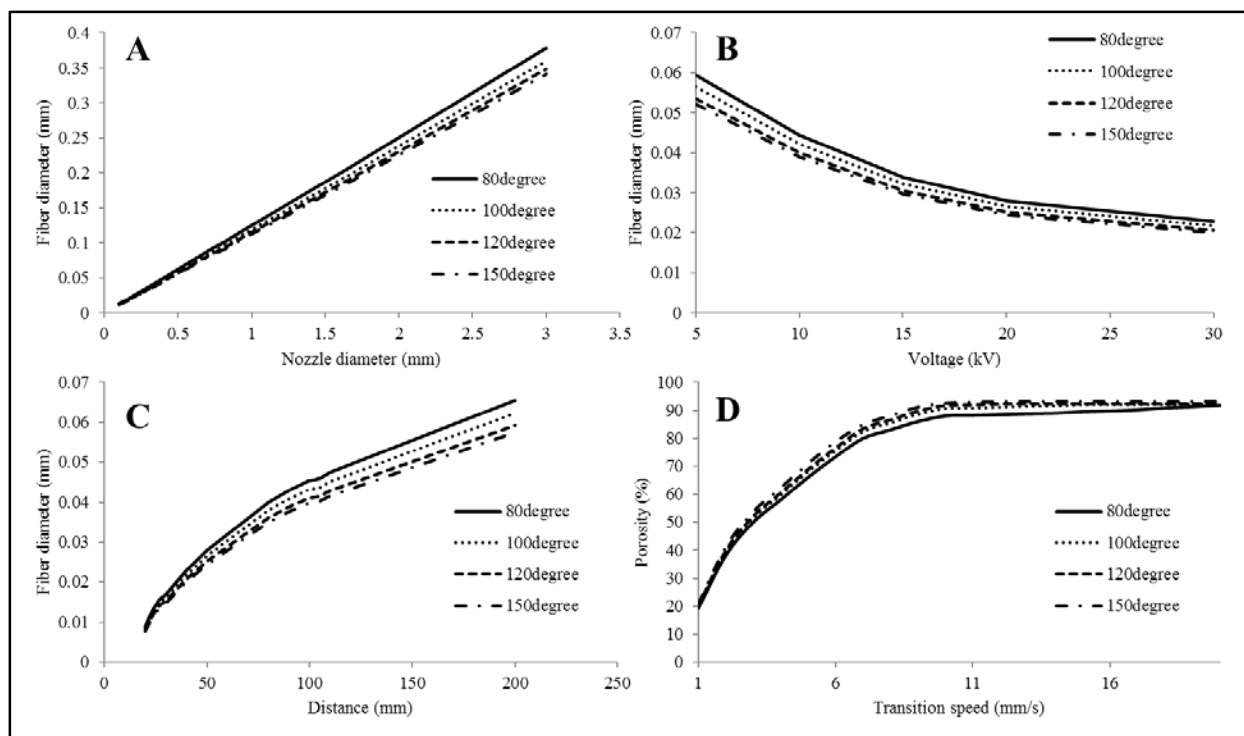 A
Fiber diameter (mm)
0.4
0.35
0.3
0.25
0.2
0.15
0.1
0.05
0
80degree
100degree
120degree
150degree
0 0.5 1 1.5 2 2.5 3 3.5
Nozzle diameter (mm)
B
Fiber diameter (mm)
0.07
0.06
0.05
0.04
0.03
0.02
0.01
0
80degree
100degree
120degree
150degree
5 10 15 20 25 30
Voltage (kV)
C
Fiber diameter (mm)
0.07
0.06
0.05
0.04
0.03
0.02
0.01
0
80degree
100degree
120degree
150degree
0 50 100 150 200 250
Distance (mm)
D
Porosity (%)
100
90
80
70
60
50
40
30
20
10
0
80degree
100degree
120degree
150degree
1 6 11 16
Transition speed (mm/s)